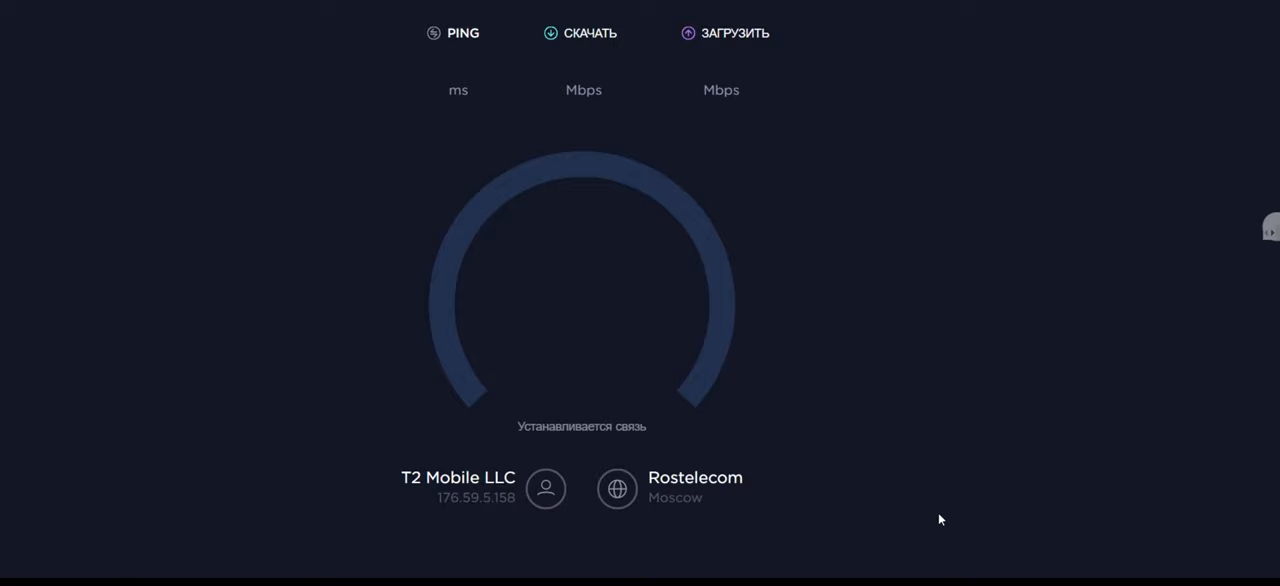 PING СКАЧАТЬ ЗАГРУЗИТЬ
ms Mbps Mbps
Устанавливается связь
T2 Mobile LLC Rostelecom
176.59.5.158 Moscow